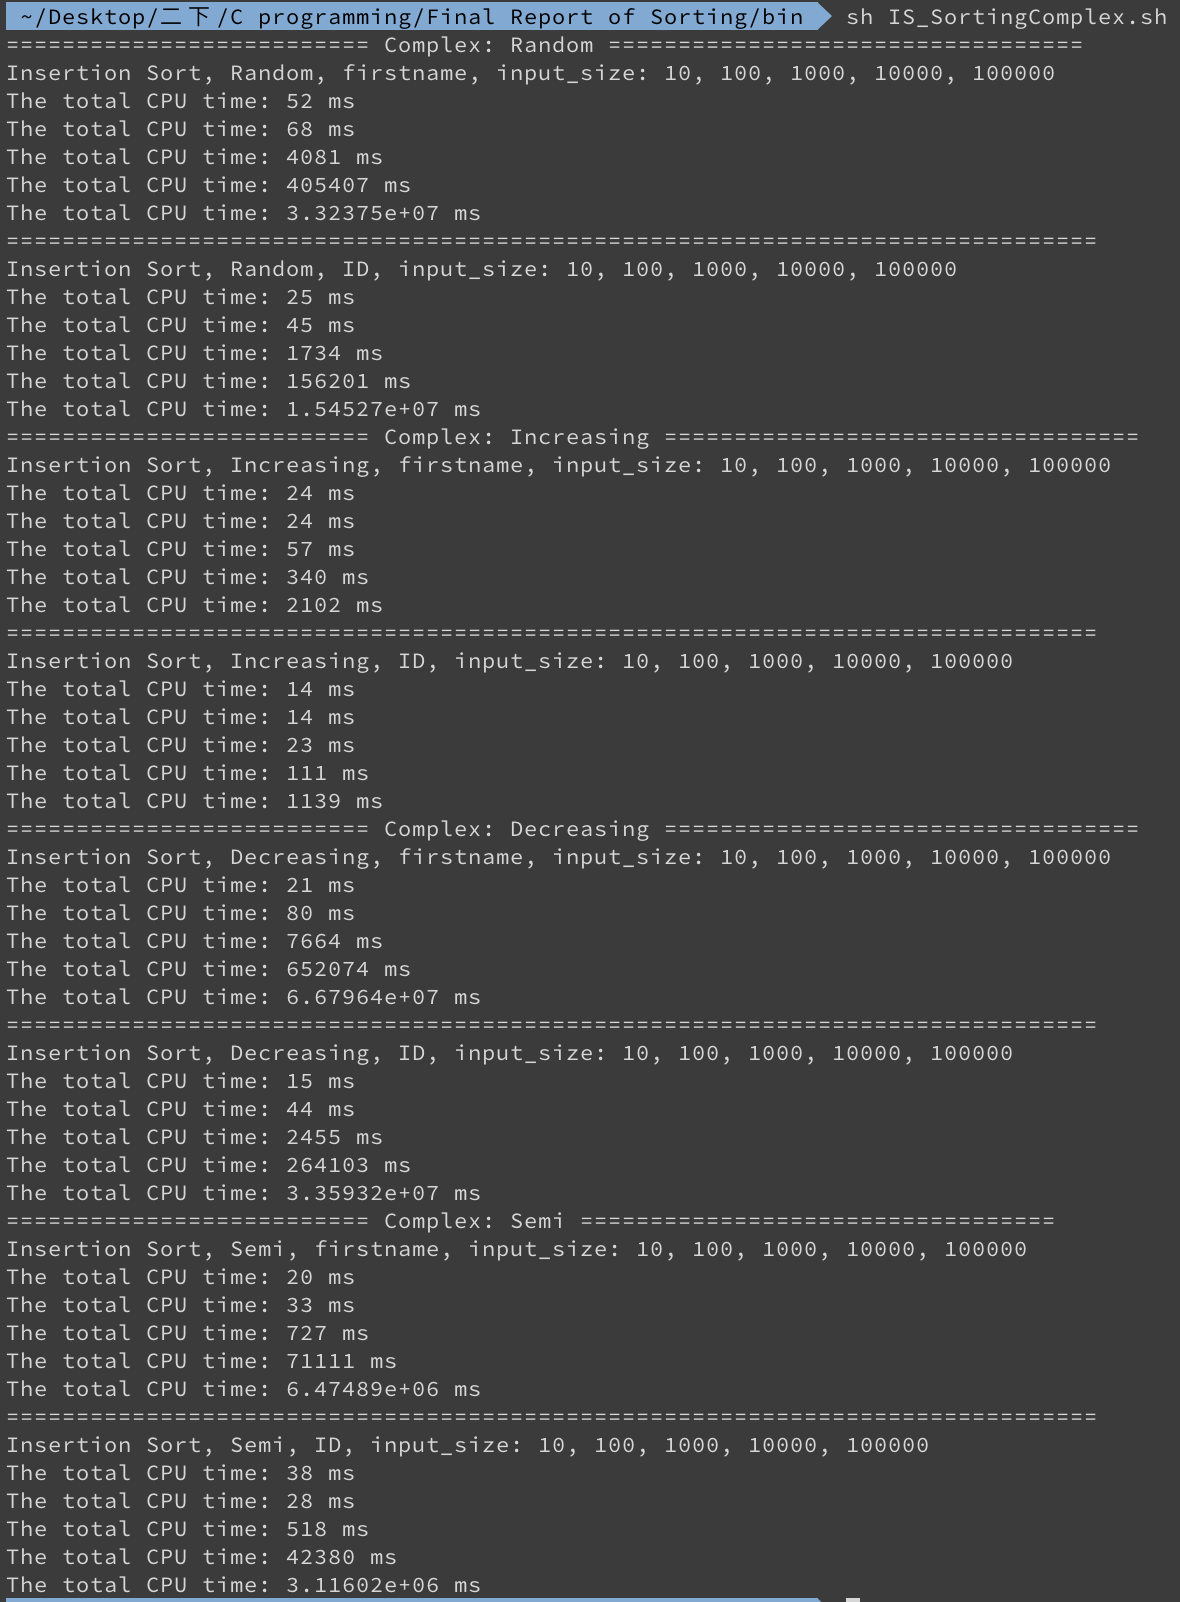 ~/Desktop/二下/C programming/Final Report of Sorting/bin sh IS_SortingComplex.sh
========================== Complex: Random ==================================
Insertion Sort, Random, firstname, input_size: 10, 100, 1000, 10000, 100000
The total CPU time: 52 ms
The total CPU time: 68 ms
The total CPU time: 4081 ms
The total CPU time: 405407 ms
The total CPU time: 3.32375e+07 ms
==============================================================================
Insertion Sort, Random, ID, input_size: 10, 100, 1000, 10000, 100000
The total CPU time: 25 ms
The total CPU time: 45 ms
The total CPU time: 1734 ms
The total CPU time: 156201 ms
The total CPU time: 1.54527e+07 ms
========================== Complex: Increasing ==================================
Insertion Sort, Increasing, firstname, input_size: 10, 100, 1000, 10000, 100000
The total CPU time: 24 ms
The total CPU time: 24 ms
The total CPU time: 57 ms
The total CPU time: 340 ms
The total CPU time: 2102 ms
==============================================================================
Insertion Sort, Increasing, ID, input_size: 10, 100, 1000, 10000, 100000
The total CPU time: 14 ms
The total CPU time: 14 ms
The total CPU time: 23 ms
The total CPU time: 111 ms
The total CPU time: 1139 ms
========================== Complex: Decreasing ==================================
Insertion Sort, Decreasing, firstname, input_size: 10, 100, 1000, 10000, 100000
The total CPU time: 21 ms
The total CPU time: 80 ms
The total CPU time: 7664 ms
The total CPU time: 652074 ms
The total CPU time: 6.67964e+07 ms
==============================================================================
Insertion Sort, Decreasing, ID, input_size: 10, 100, 1000, 10000, 100000
The total CPU time: 15 ms
The total CPU time: 44 ms
The total CPU time: 2455 ms
The total CPU time: 264103 ms
The total CPU time: 3.35932e+07 ms
========================== Complex: Semi ==================================
Insertion Sort, Semi, firstname, input_size: 10, 100, 1000, 10000, 100000
The total CPU time: 20 ms
The total CPU time: 33 ms
The total CPU time: 727 ms
The total CPU time: 71111 ms
The total CPU time: 6.47489e+06 ms
==============================================================================
Insertion Sort, Semi, ID, input_size: 10, 100, 1000, 10000, 100000
The total CPU time: 38 ms
The total CPU time: 28 ms
The total CPU time: 518 ms
The total CPU time: 42380 ms
The total CPU time: 3.11602e+06 ms